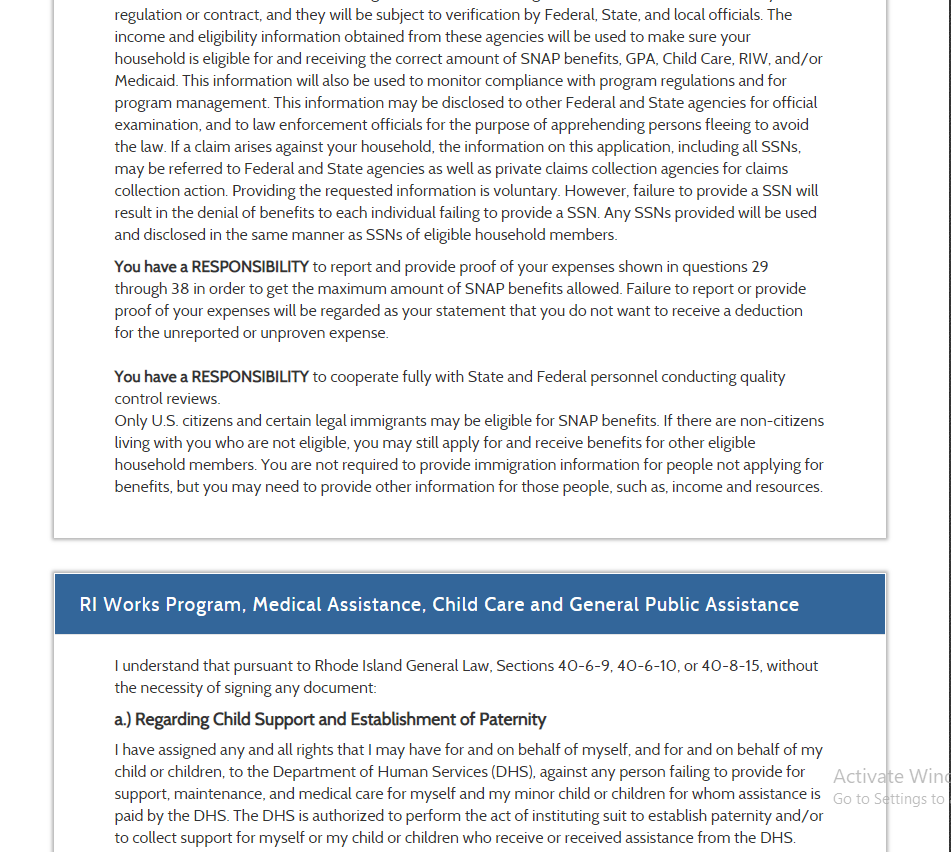 regulation or contract, and they will be subject to verification by Federal, State, and local officials. The
income and eligibility information obtained from these agencies will be used to make sure your
household is eligible for and receiving the correct amount of SNAP benefits, GPA, Child Care, RIW, and/or
Medicaid. This information will also be used to monitor compliance with program regulations and for
program management. This information may be disclosed to other Federal and State agencies for official
examination, and to law enforcement officials for the purpose of apprehending persons fleeing to avoid
the law. If a claim arises against your household, the information on this application, including all SSNs,
may be referred to Federal and State agencies as well as private claims collection agencies for claims
collection action. Providing the requested information is voluntary. However, failure to provide a SSN will
result in the denial of benefits to each individual failing to provide a SSN. Any SSNs provided will be used
and disclosed in the same manner as SSNs of eligible household members.
You have a RESPONSIBILITY to report and provide proof of your expenses shown in questions 29
through 38 in order to get the maximum amount of SNAP benefits allowed. Failure to report or provide
proof of your expenses will be regarded as your statement that you do not want to receive a deduction
for the unreported or unproven expense.
You have a RESPONSIBILITY to cooperate fully with State and Federal personnel conducting quality
control reviews.
Only U.S. citizens and certain legal immigrants may be eligible for SNAP benefits. If there are non-citizens
living with you who are not eligible, you may still apply for and receive benefits for other eligible
household members. You are not required to provide immigration information for people not applying for
benefits, but you may need to provide other information for those people, such as, income and resources.
RI Works Program, Medical Assistance, Child Care and General Public Assistance
I understand that pursuant to Rhode Island General Law, Sections 40-6-9, 40-6-10, or 40-8-15, without
the necessity of signing any document:
a.) Regarding Child Support and Establishment of Paternity
I have assigned any and all rights that I may have for and on behalf of myself, and for and on behalf of my
child or children, to the Department of Human Services (DHS), against any person failing to provide for
support, maintenance, and medical care for myself and my minor child or children for whom assistance is
paid by the DHS. The DHS is authorized to perform the act of instituting suit to establish paternity and/or
to collect support for myself or my child or children who receive or received assistance from the DHS.
Activate Wind
Go to Settings to